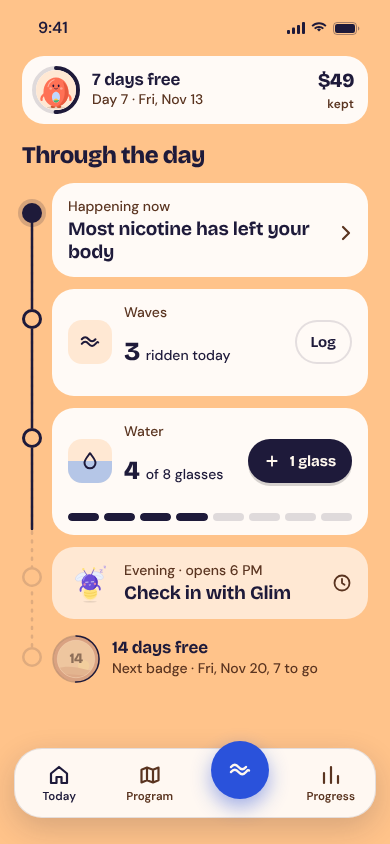 9:41
7 days free
Day 7 · Fri, Nov 13
$49
kept
Through the day
Happening now
Most nicotine has left your
body
Waves
3 ridden today
Log
Water
4 of 8 glasses
+ 1 glass
Evening · opens 6 PM
Check in with Glim
14
14 days free
Next badge · Fri, Nov 20, 7 to go
Today
Program
Progress